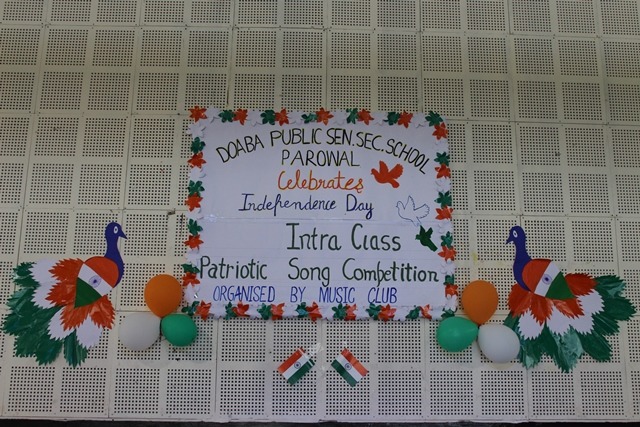 DOABA PUBLIC SEN. SEC. SCHOOL
PAROWAL
Celebrates
Independence Day
Intra Class
Patriotic Song Competition
ORGANISED BY MUSIC CLUB